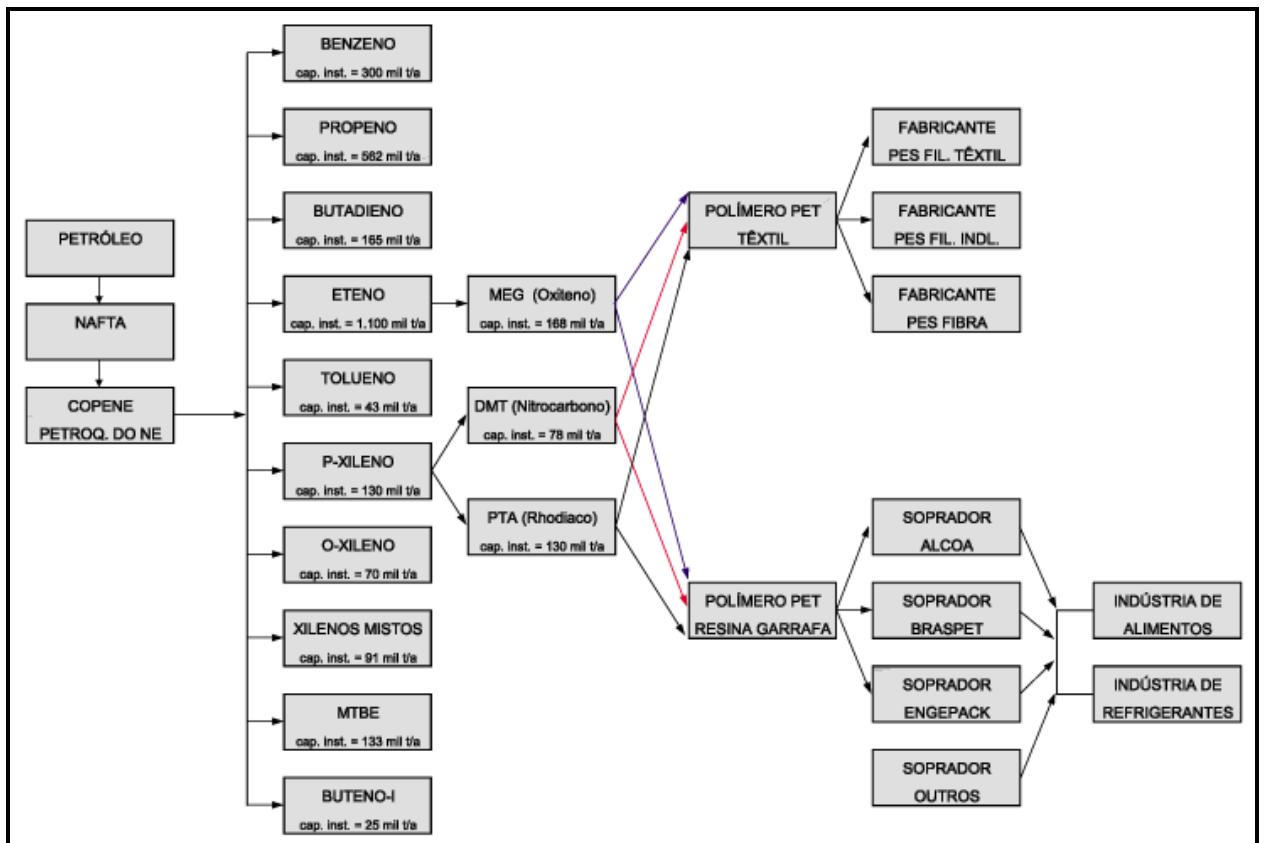 PETRÓLEO
NAFTA
COPENE
PETROQ. DO NE
BENZENO
cap. inst. = 300 mil t/a
PROPENO
cap. inst. = 562 mil t/a
BUTADIENO
cap. inst. = 165 mil t/a
ETENO
cap. inst. = 1.100 mil t/a
TOLUENO
cap. inst. = 43 mil t/a
P-XILENO
cap. inst. = 130 mil t/a
O-XILENO
cap. inst. = 70 mil t/a
XILENOS MISTOS
cap. inst. = 91 mil t/a
MTBE
cap. inst. = 133 mil t/a
BUTENO-I
cap. inst. = 25 mil t/a
MEG (Oxiteno)
cap. inst. = 168 mil t/a
DMT (Nitrocarbono)
cap. inst. = 78 mil t/a
PTA (Rhodiaco)
cap. inst. = 130 mil t/a
POLÍMERO PET
TÊXTIL
POLÍMERO PET
RESINA GARRAFA
FABRICANTE
PES FIL. TÊXTIL
FABRICANTE
PES FIL. INDL.
FABRICANTE
PES FIBRA
SOPRADOR
ALCOA
SOPRADOR
BRASPET
SOPRADOR
ENGEPACK
SOPRADOR
OUTROS
INDÚSTRIA DE
ALIMENTOS
INDÚSTRIA DE
REFRIGERANTES